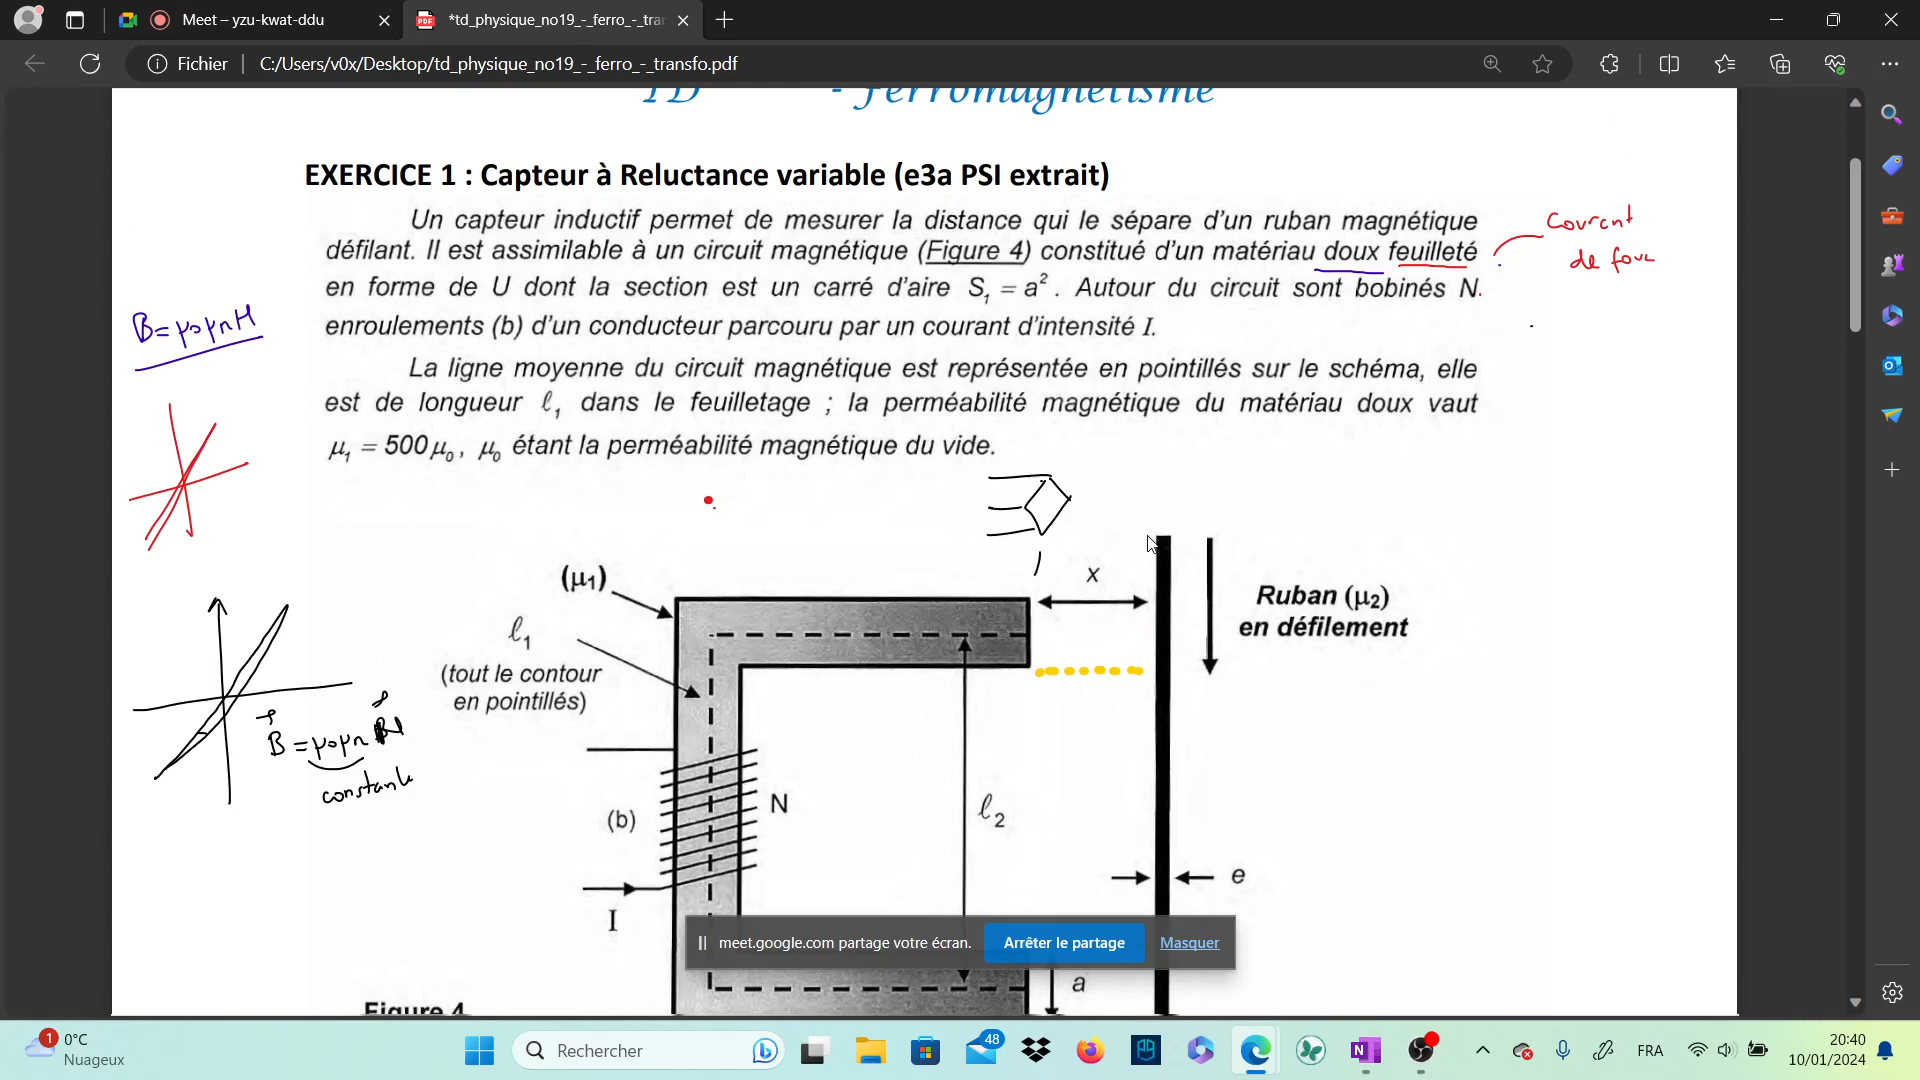 Meet – yzu-kwat-ddu
*td_physique_no19_-_ferro_-_trar
Fichier
C:/Users/v0x/Desktop/td_physique_no19_-_ferro_-_transfo.pdf
TD - Ferromagnétisme
EXERCICE 1 : Capteur à Reluctance variable (e3a PSI extrait)
Un capteur inductif permet de mesurer la distance qui le sépare d'un ruban magnétique
défilant. Il est assimilable à un circuit magnétique (Figure 4) constitué d'un matériau doux feuilleté
en forme de U dont la section est un carré d'aire S₁ = a². Autour du circuit sont bobinés N
enroulements (b) d'un conducteur parcouru par un courant d'intensité I.
Courant
de fouc
B=μ0μrH
La ligne moyenne du circuit magnétique est représentée en pointillés sur le schéma, elle
est de longueur ℓ₁ dans le feuilletage ; la perméabilité magnétique du matériau doux vaut
μ₁ = 500μ₀, μ₀ étant la perméabilité magnétique du vide.
(μ₁)
x
Ruban (μ₂)
en défilement
ℓ₁
(tout le contour
en pointillés)
B = μ0μr H
constante
N
(b)
ℓ₂
e
I
a
meet.google.com partage votre écran.
Arrêter le partage
Masquer
Figure 4
1
0°C
Nuageux
Rechercher
48
FRA
20:40
10/01/2024